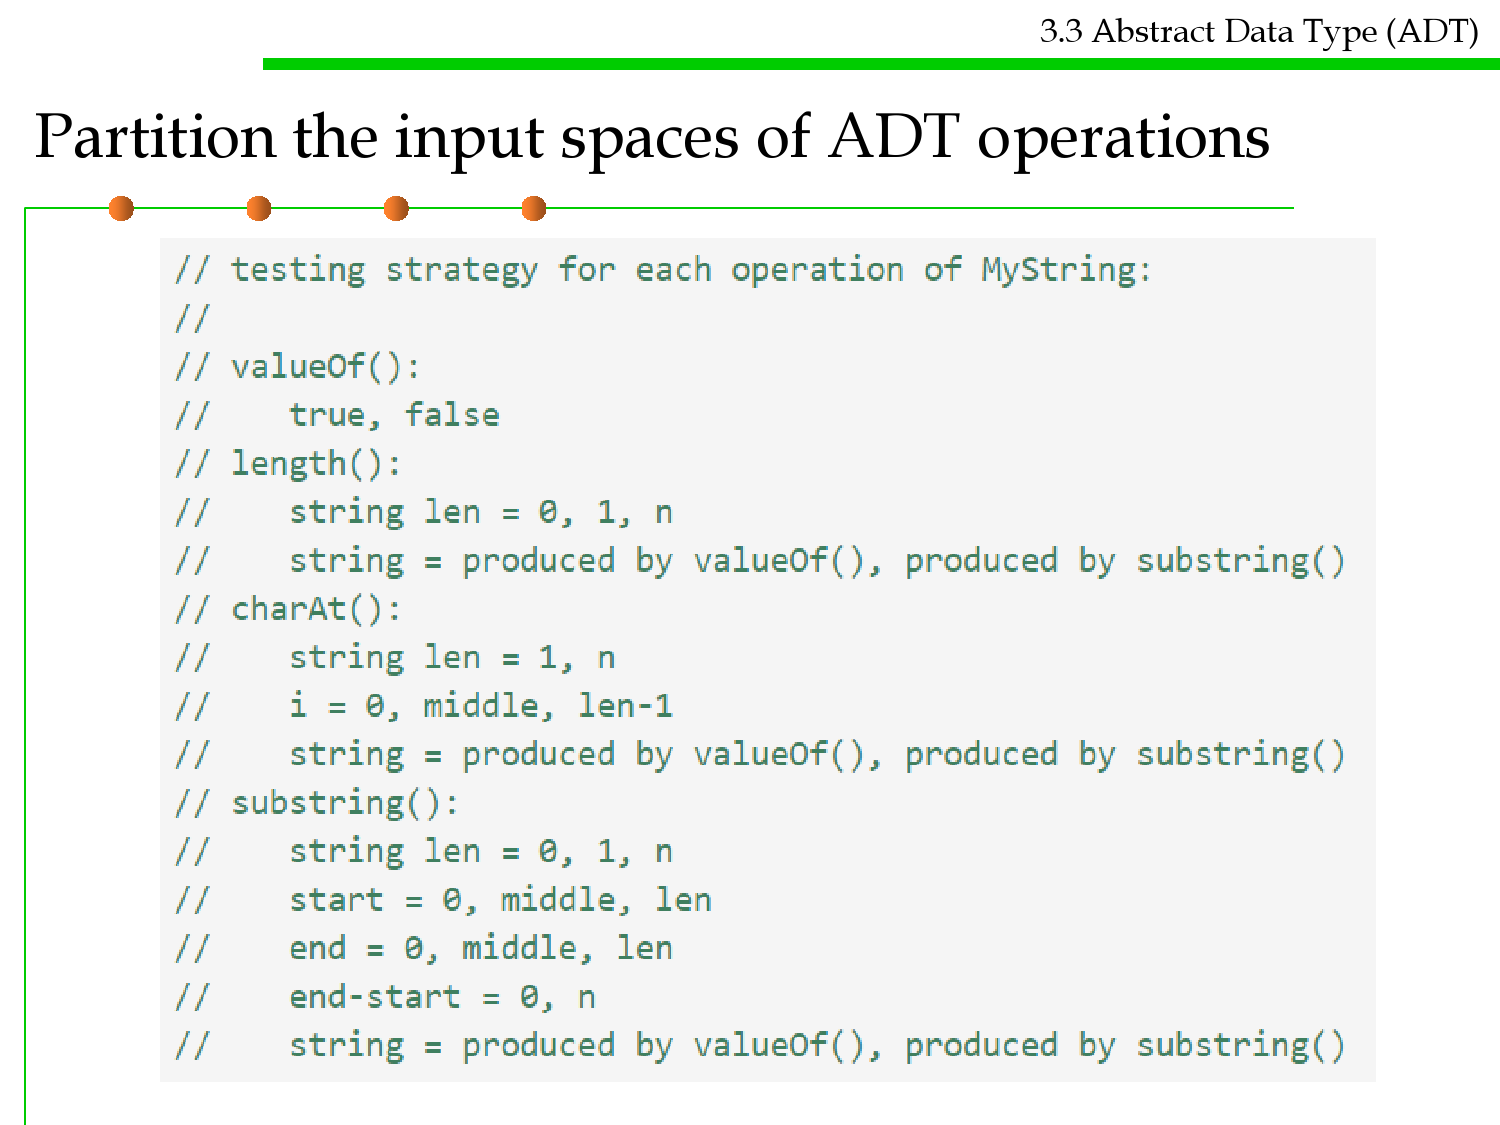 3.3 Abstract Data Type (ADT)
Partition the input spaces of ADT operations
// testing strategy for each operation of MyString:
//
// valueOf():
//    true, false
// length():
//    string len = 0, 1, n
//    string = produced by valueOf(), produced by substring()
// charAt():
//    string len = 1, n
//    i = 0, middle, len-1
//    string = produced by valueOf(), produced by substring()
// substring():
//    string len = 0, 1, n
//    start = 0, middle, len
//    end = 0, middle, len
//    end-start = 0, n
//    string = produced by valueOf(), produced by substring()